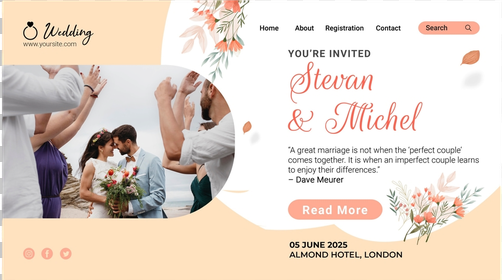 Wedding
www.yoursite.com
Home About Registration Contact Search
YOU'RE INVITED
Stevan
& Michel
“A great marriage is not when the ‘perfect couple’
comes together. It is when an imperfect couple learns
to enjoy their differences.”
– Dave Meurer
Read More
05 JUNE 2025
ALMOND HOTEL, LONDON